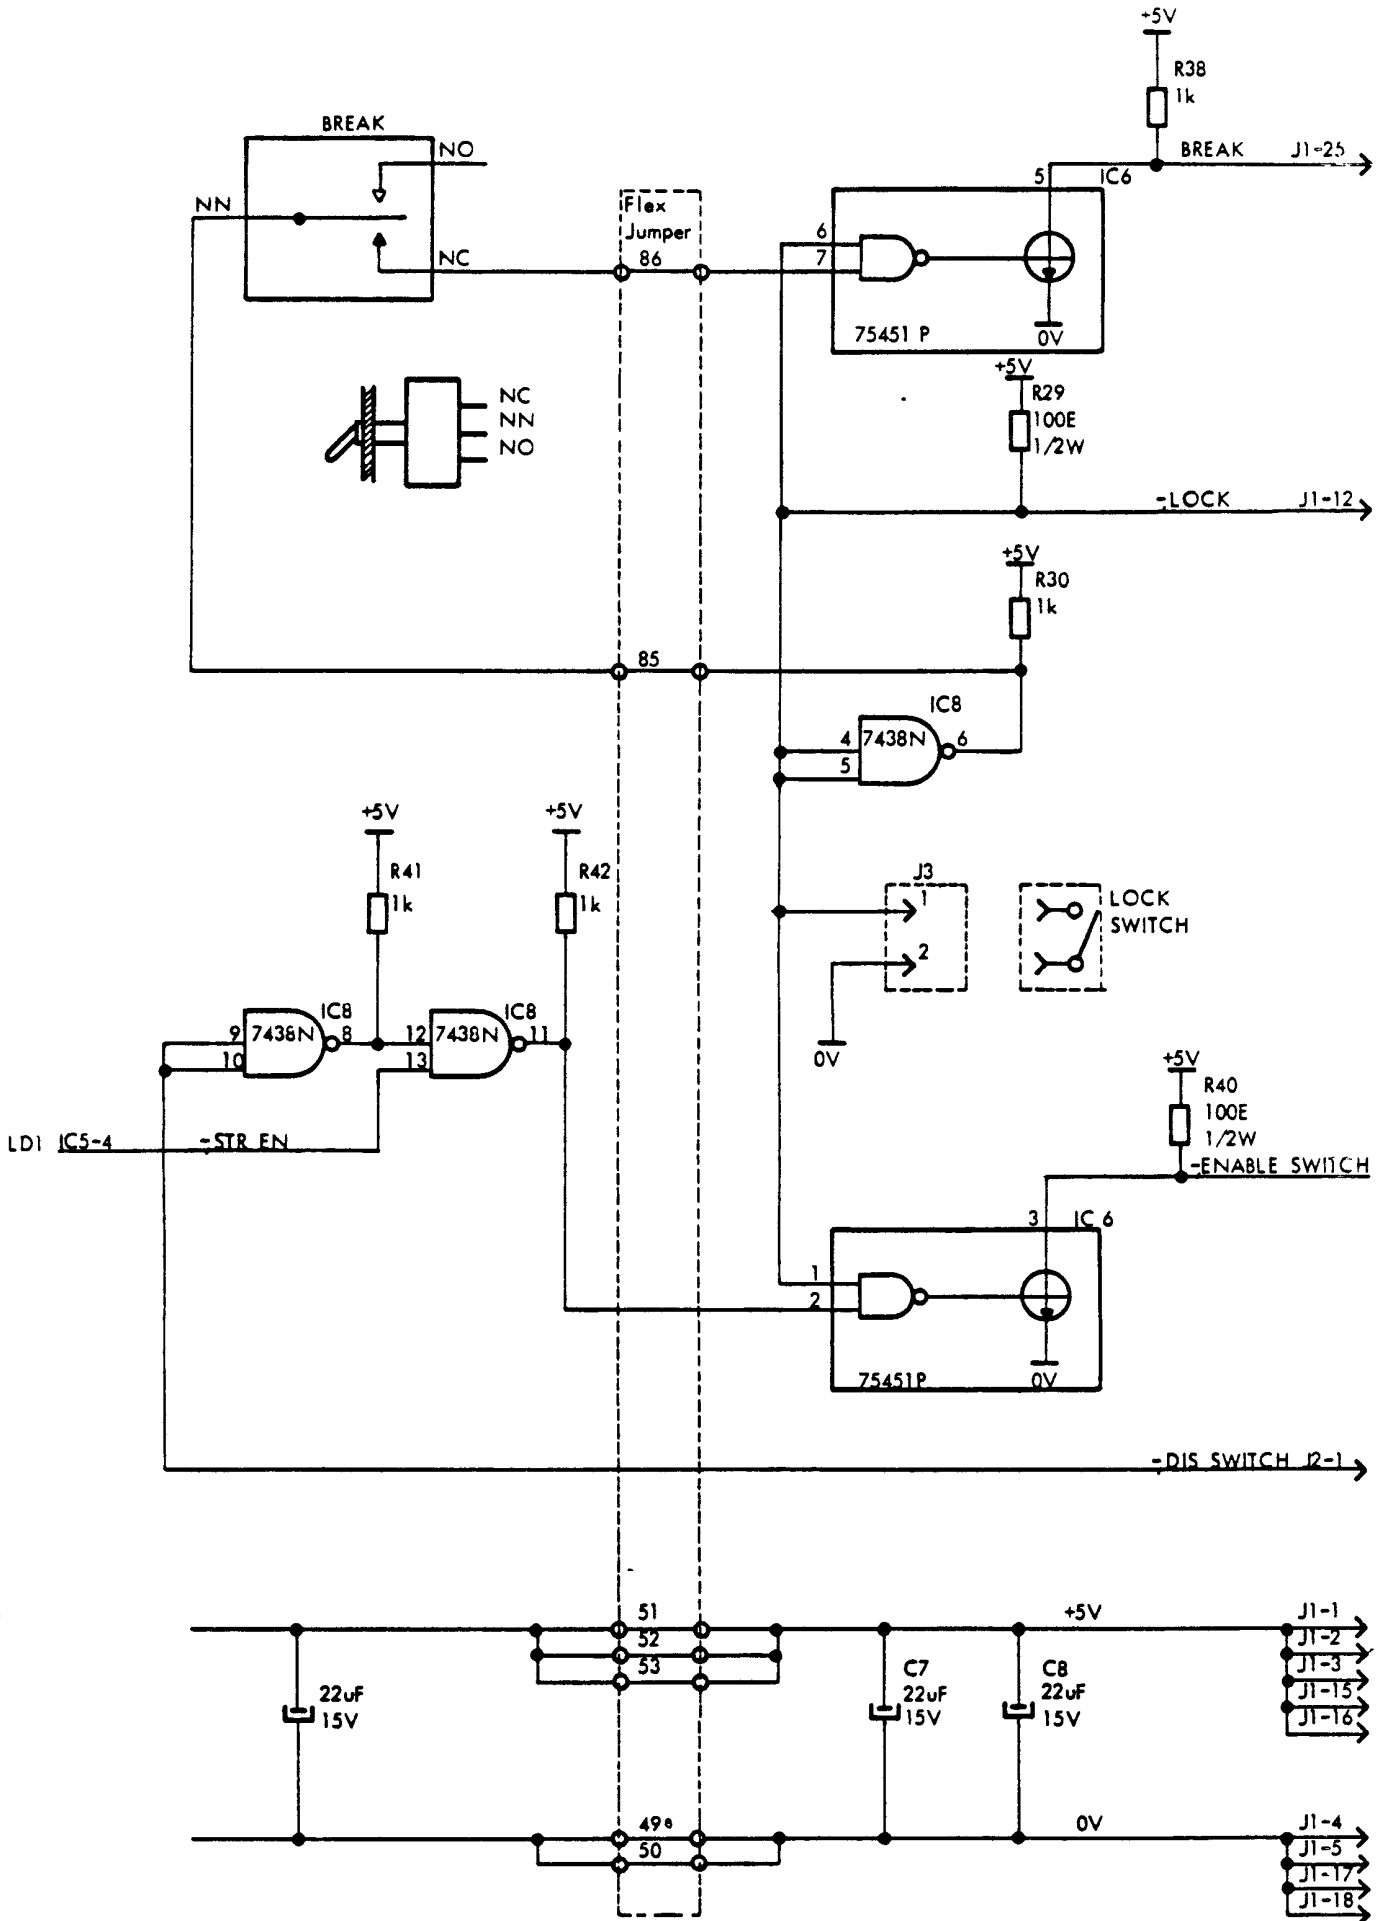 +5V
R38
1k
BREAK
NO
BREAK J1-25
5 IC6
NN
Flex
Jumper
6
NC
86
7
75451 P
0V
+5V
R29
100E
1/2W
NC
NN
NO
-LOCK J1-12
+5V
R30
1k
85
IC8
4 7438N 6
5
+5V
+5V
R41
1k
R42
1k
J3
1
2
LOCK
SWITCH
0V
IC8
9 7438N 8
10
IC8
12 7438N 11
13
+5V
R40
100E
1/2W
LD1 IC5-4 -STR EN
-ENABLE SWITCH
3 IC 6
1
2
75451P
0V
-DIS SWITCH J2-1
51
+5V
J1-1
52
J1-2
53
J1-3
J1-15
J1-16
22uF
15V
C7
22uF
15V
C8
22uF
15V
49
0V
J1-4
50
J1-5
J1-17
J1-18